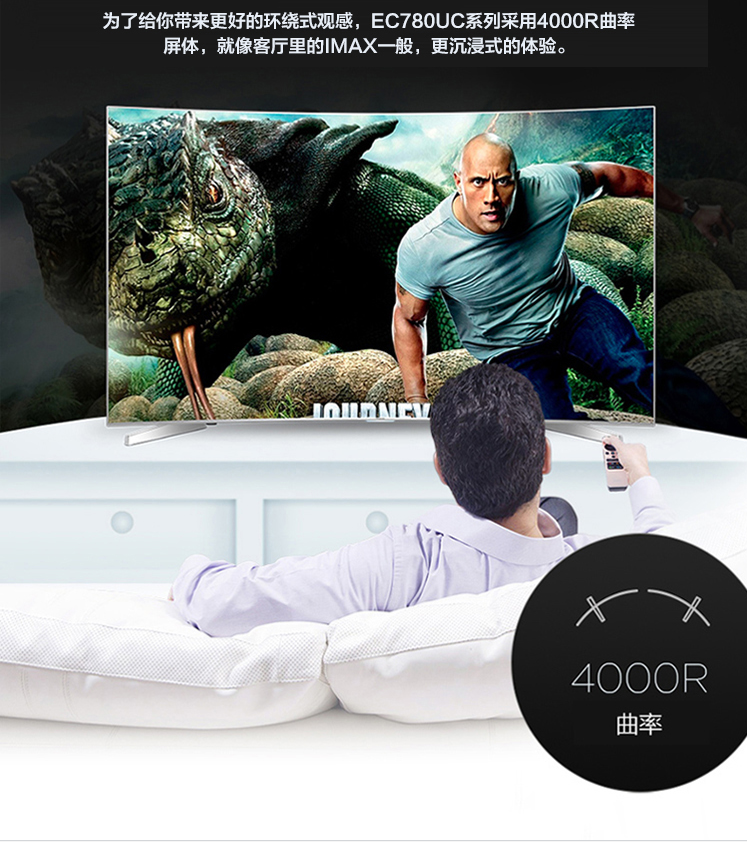 为了给你带来更好的环绕式观感，EC780UC系列采用4000R曲率
屏体，就像客厅里的IMAX一般，更沉浸式的体验。
JOURNEY
4000R
曲率